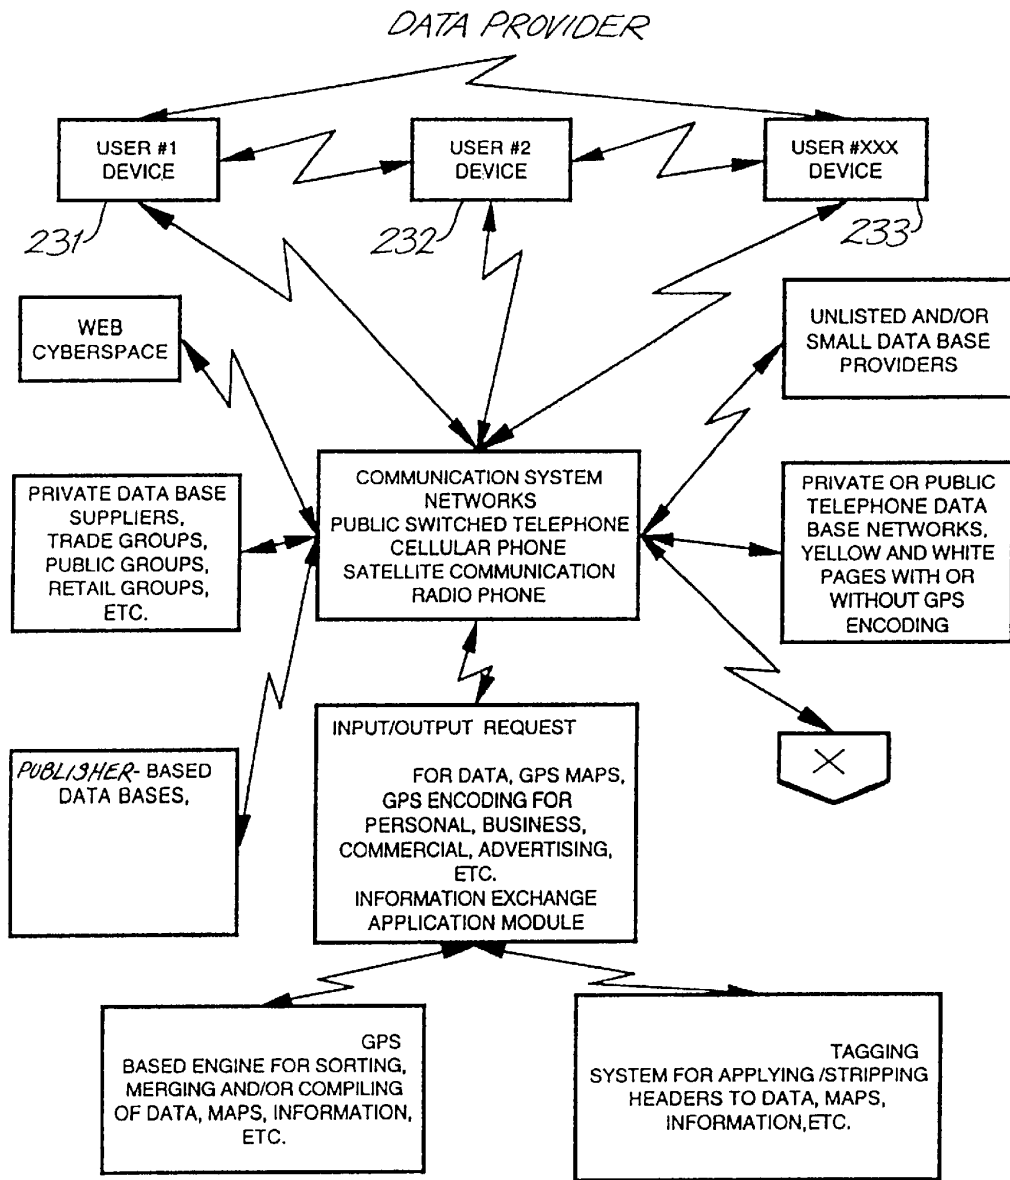 DATA PROVIDER
USER #1
DEVICE
USER #2
DEVICE
USER #XXX
DEVICE
231
232
233
WEB
CYBERSPACE
UNLISTED AND/OR
SMALL DATA BASE
PROVIDERS
PRIVATE DATA BASE
SUPPLIERS,
TRADE GROUPS,
PUBLIC GROUPS,
RETAIL GROUPS,
ETC.
COMMUNICATION SYSTEM
NETWORKS
PUBLIC SWITCHED TELEPHONE
CELLULAR PHONE
SATELLITE COMMUNICATION
RADIO PHONE
PRIVATE OR PUBLIC
TELEPHONE DATA
BASE NETWORKS,
YELLOW AND WHITE
PAGES WITH OR
WITHOUT GPS
ENCODING
PUBLISHER- BASED
DATA BASES,
INPUT/OUTPUT REQUEST
FOR DATA, GPS MAPS,
GPS ENCODING FOR
PERSONAL, BUSINESS,
COMMERCIAL, ADVERTISING,
ETC.
INFORMATION EXCHANGE
APPLICATION MODULE
X
GPS
BASED ENGINE FOR SORTING,
MERGING AND/OR COMPILING
OF DATA, MAPS, INFORMATION,
ETC.
TAGGING
SYSTEM FOR APPLYING /STRIPPING
HEADERS TO DATA, MAPS,
INFORMATION,ETC.